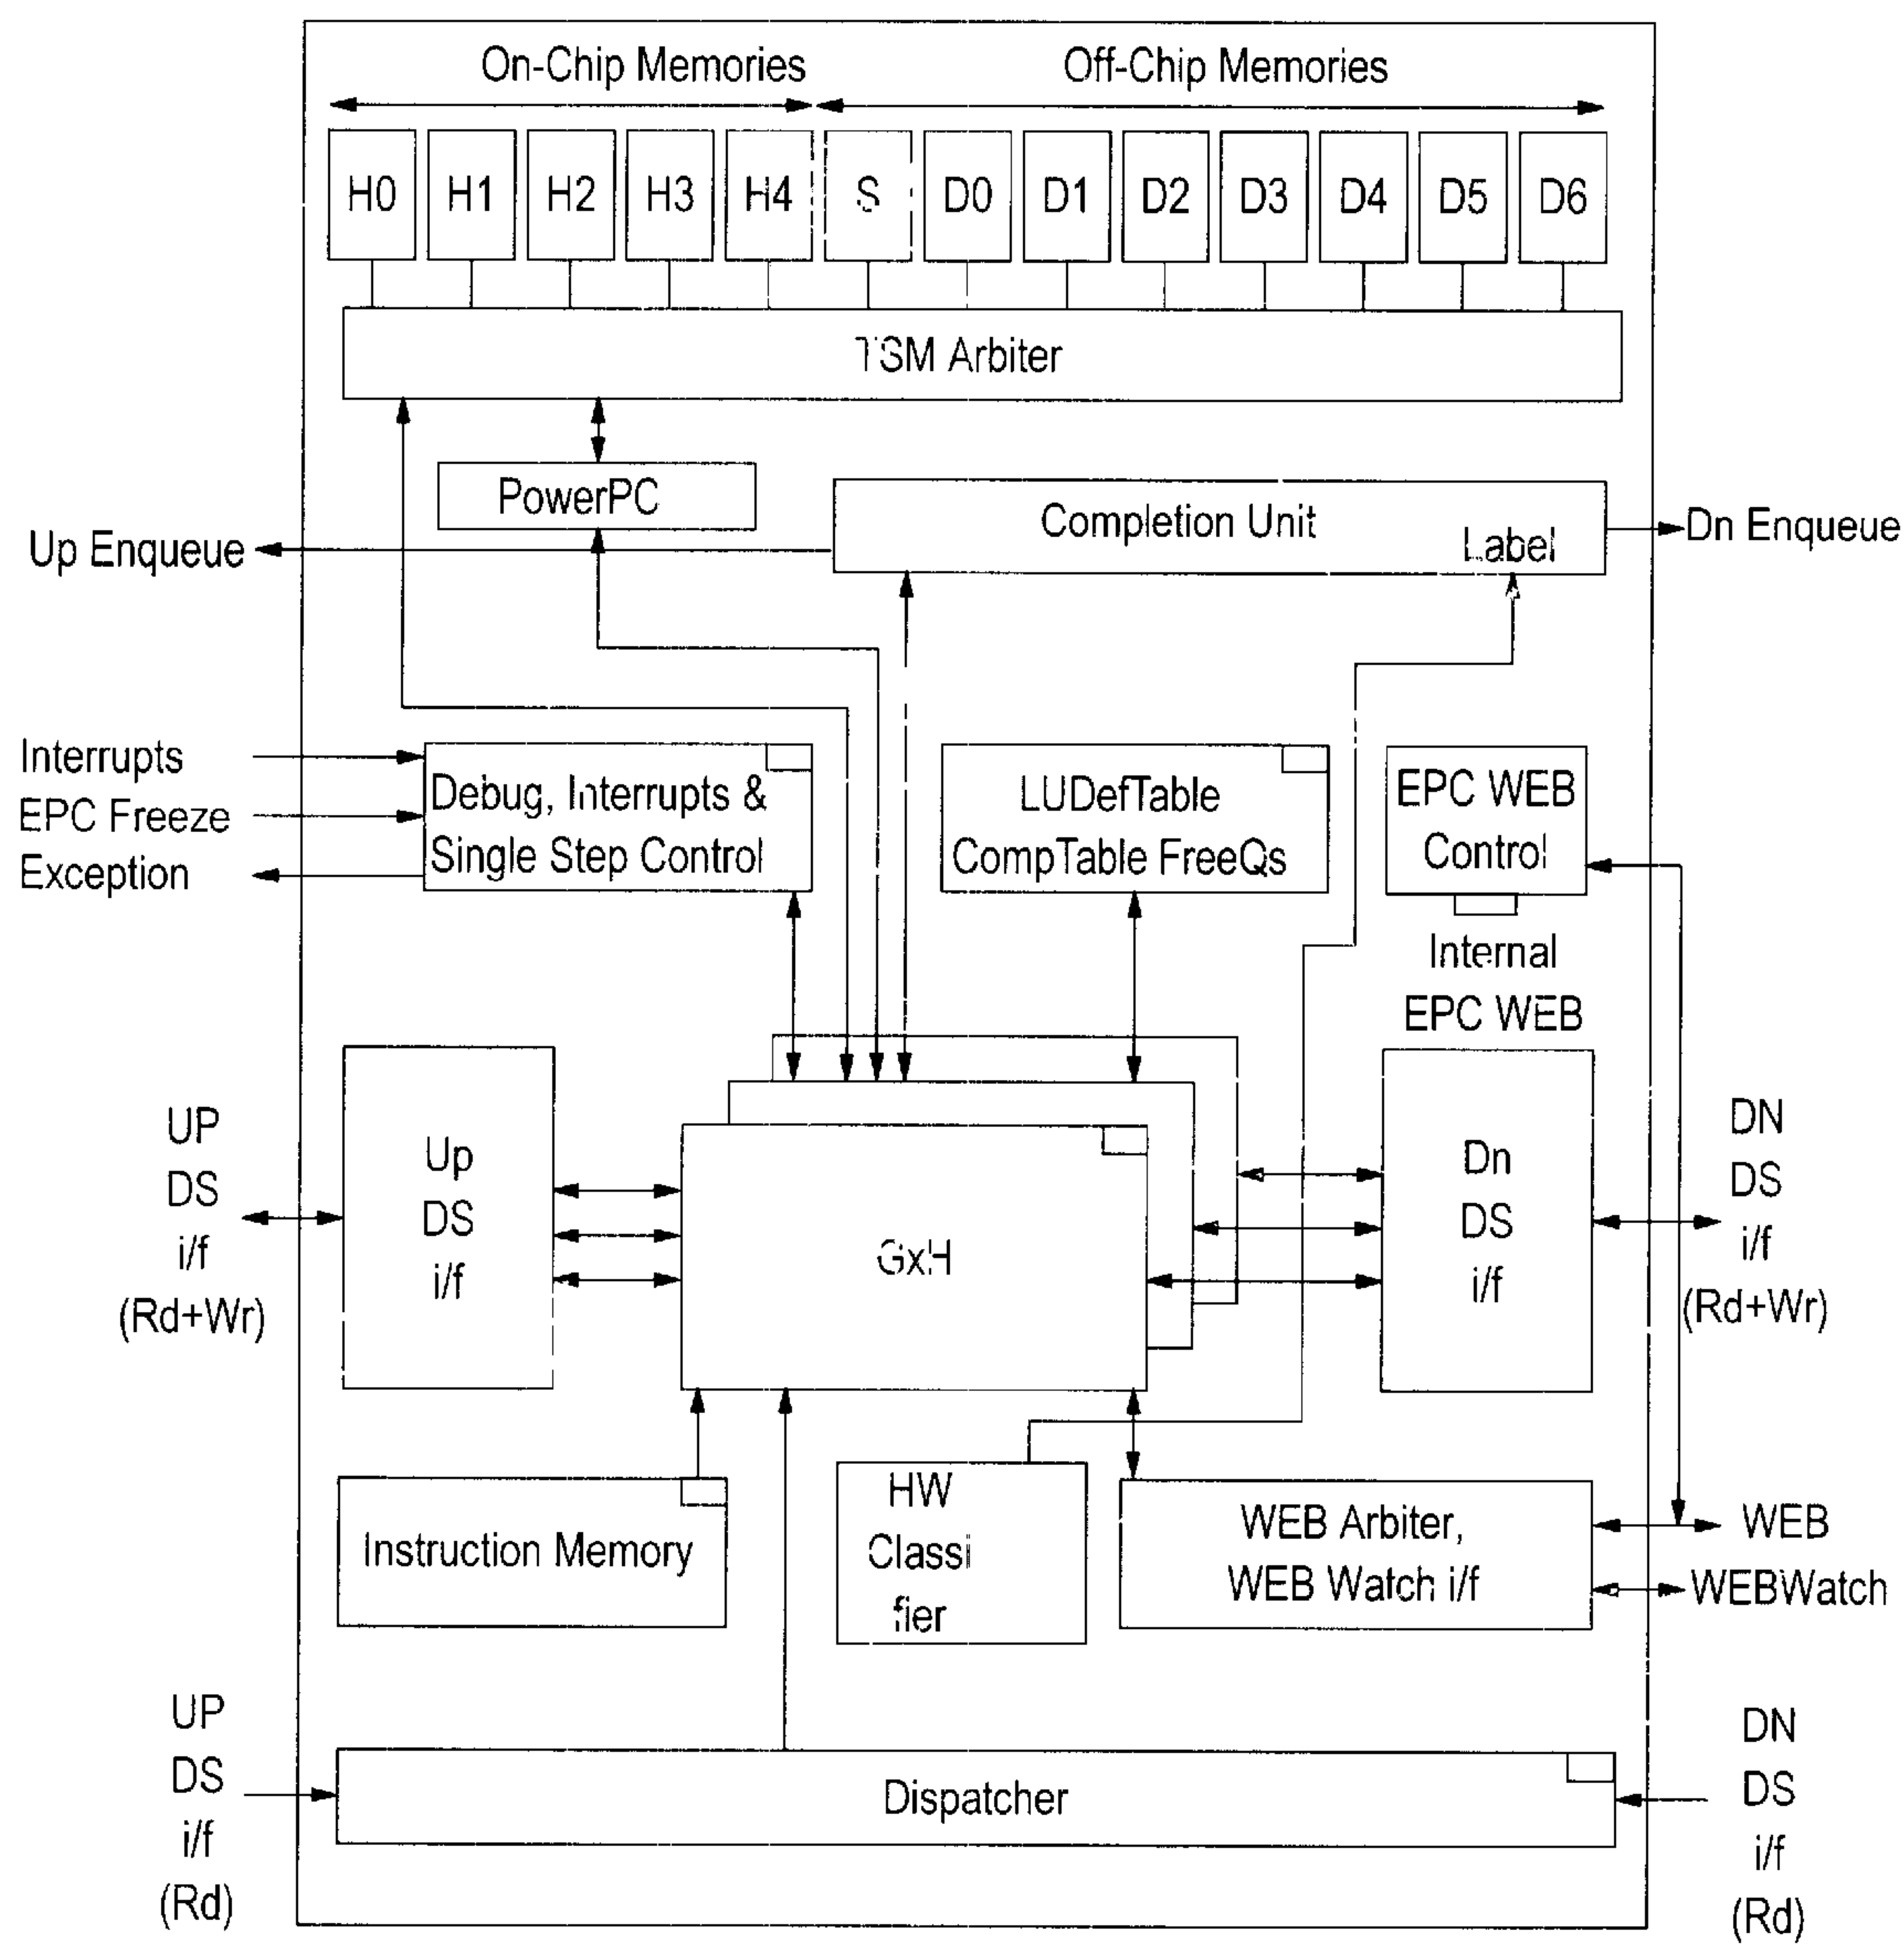 On-Chip Memories
Off-Chip Memories
H0 H1 H2 H3 H4 S D0 D1 D2 D3 D4 D5 D6
TSM Arbiter
PowerPC
Completion Unit
Label
Up Enqueue
Dn Enqueue
Interrupts
EPC Freeze
Exception
Debug, Interrupts &
Single Step Control
LUDefTable
CompTable FreeQs
EPC WEB
Control
Internal
EPC WEB
UP
DS
i/f
(Rd+Wr)
Up
DS
i/f
GxH
Dn
DS
i/f
DN
DS
i/f
(Rd+Wr)
Instruction Memory
HW
Classi
fier
WEB Arbiter,
WEB Watch i/f
WEB
WEBWatch
UP
DS
i/f
(Rd)
Dispatcher
DN
DS
i/f
(Rd)